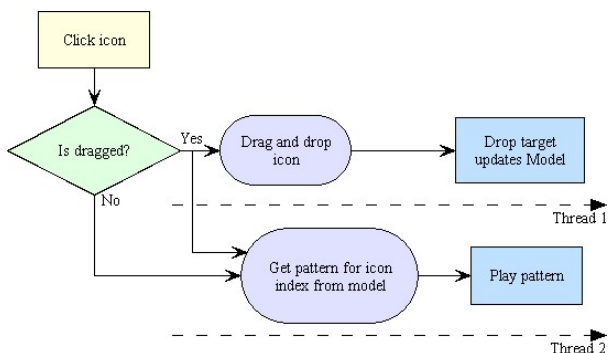 Click icon
Is dragged?
Yes
No
Drag and drop
icon
Drop target
updates Model
Thread 1
Get pattern for icon
index from model
Play pattern
Thread 2